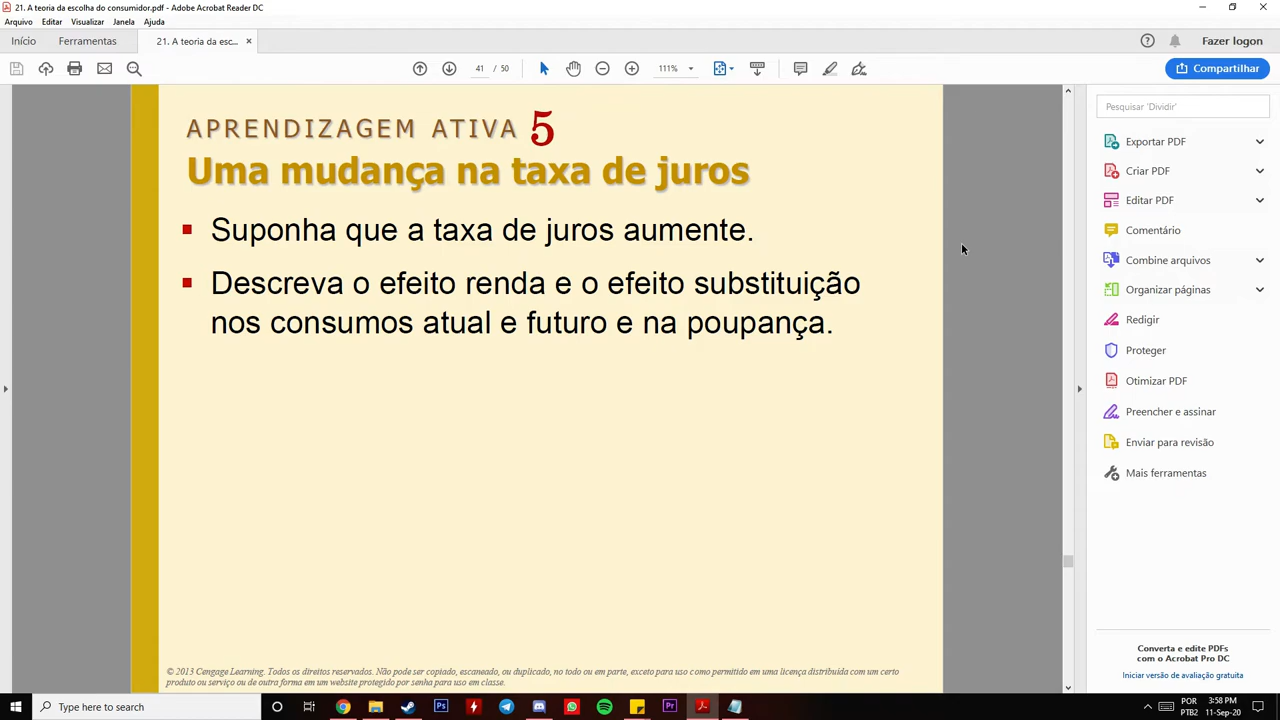 21. A teoria da escolha do consumidor.pdf - Adobe Acrobat Reader DC
Arquivo Editar Visualizar Janela Ajuda
Início Ferramentas 21. A teoria da esc... ×
Fazer logon
41 / 50 111% Compartilhar
APRENDIZAGEM ATIVA 5
Uma mudança na taxa de juros
Suponha que a taxa de juros aumente.
Descreva o efeito renda e o efeito substituição
nos consumos atual e futuro e na poupança.
© 2013 Cengage Learning. Todos os direitos reservados. Não pode ser copiado, escaneado, ou duplicado, no todo ou em parte, exceto para uso como permitido em uma licença distribuída com um certo
produto ou serviço ou de outra forma em um website protegido por senha para uso em classe.
Pesquisar 'Dividir'
Exportar PDF
Criar PDF
Editar PDF
Comentário
Combine arquivos
Organizar páginas
Redigir
Proteger
Otimizar PDF
Preencher e assinar
Enviar para revisão
Mais ferramentas
Converta e edite PDFs
com o Acrobat Pro DC
Iniciar versão de avaliação gratuita
Type here to search
Ps
Pr
POR
PTB2
3:58 PM
11-Sep-20